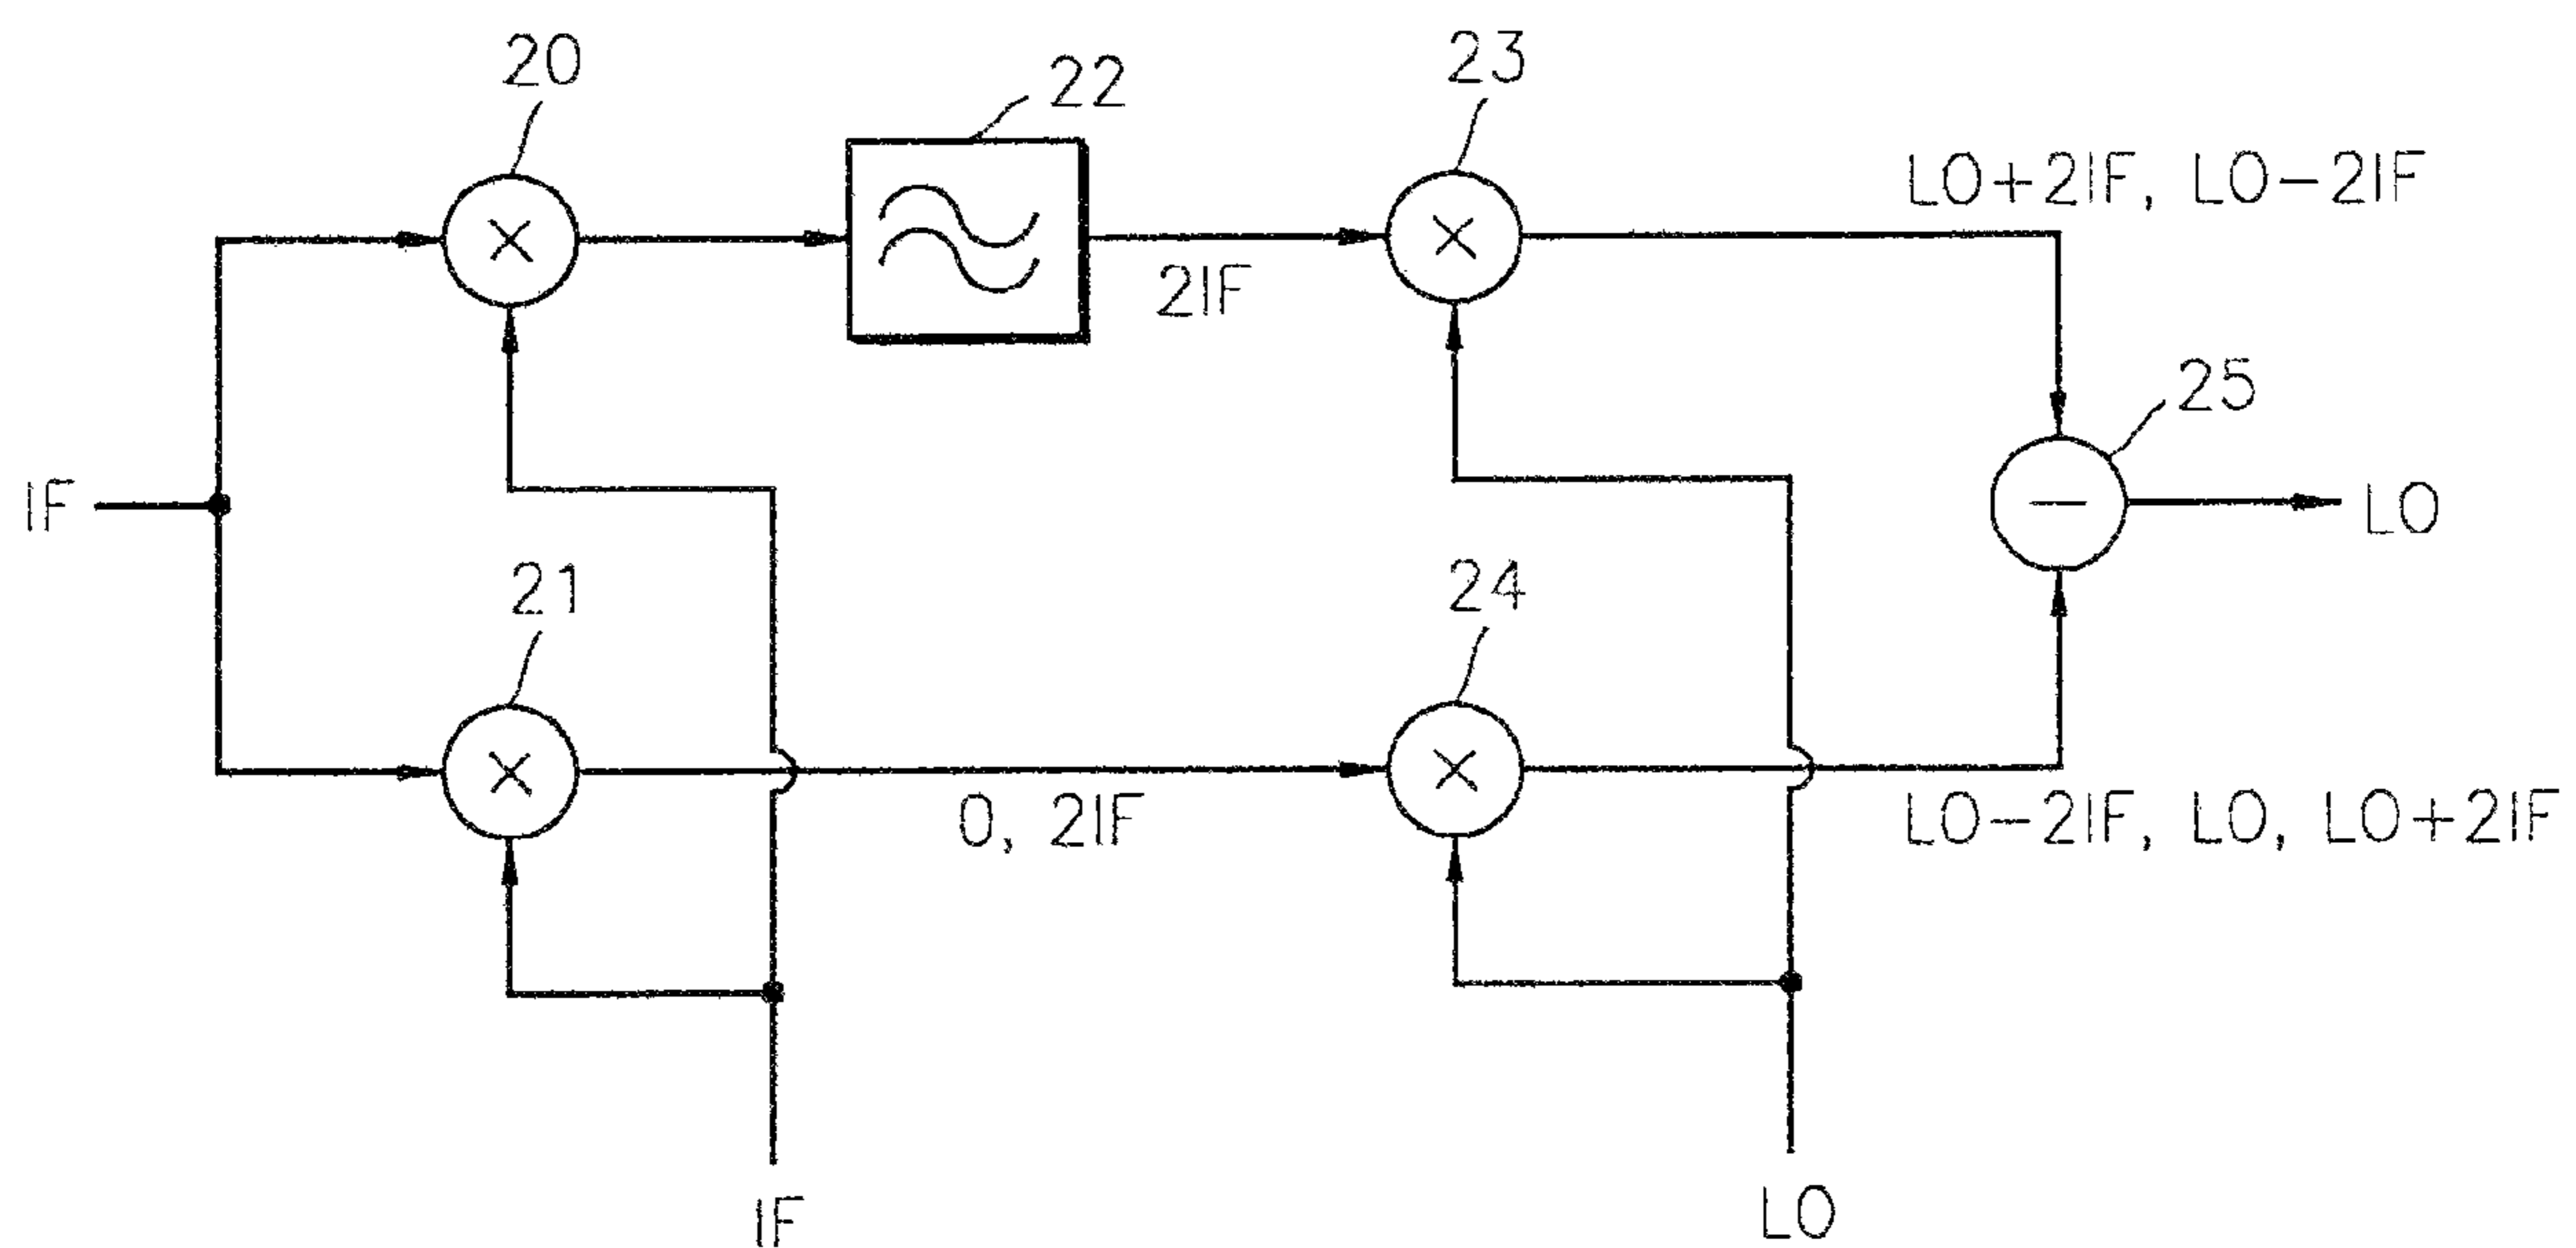 20
22
23
LO+2IF, LO-2IF
2IF
25
IF
LO
21
24
0, 2IF
LO-2IF, LO, LO+2IF
IF
LO